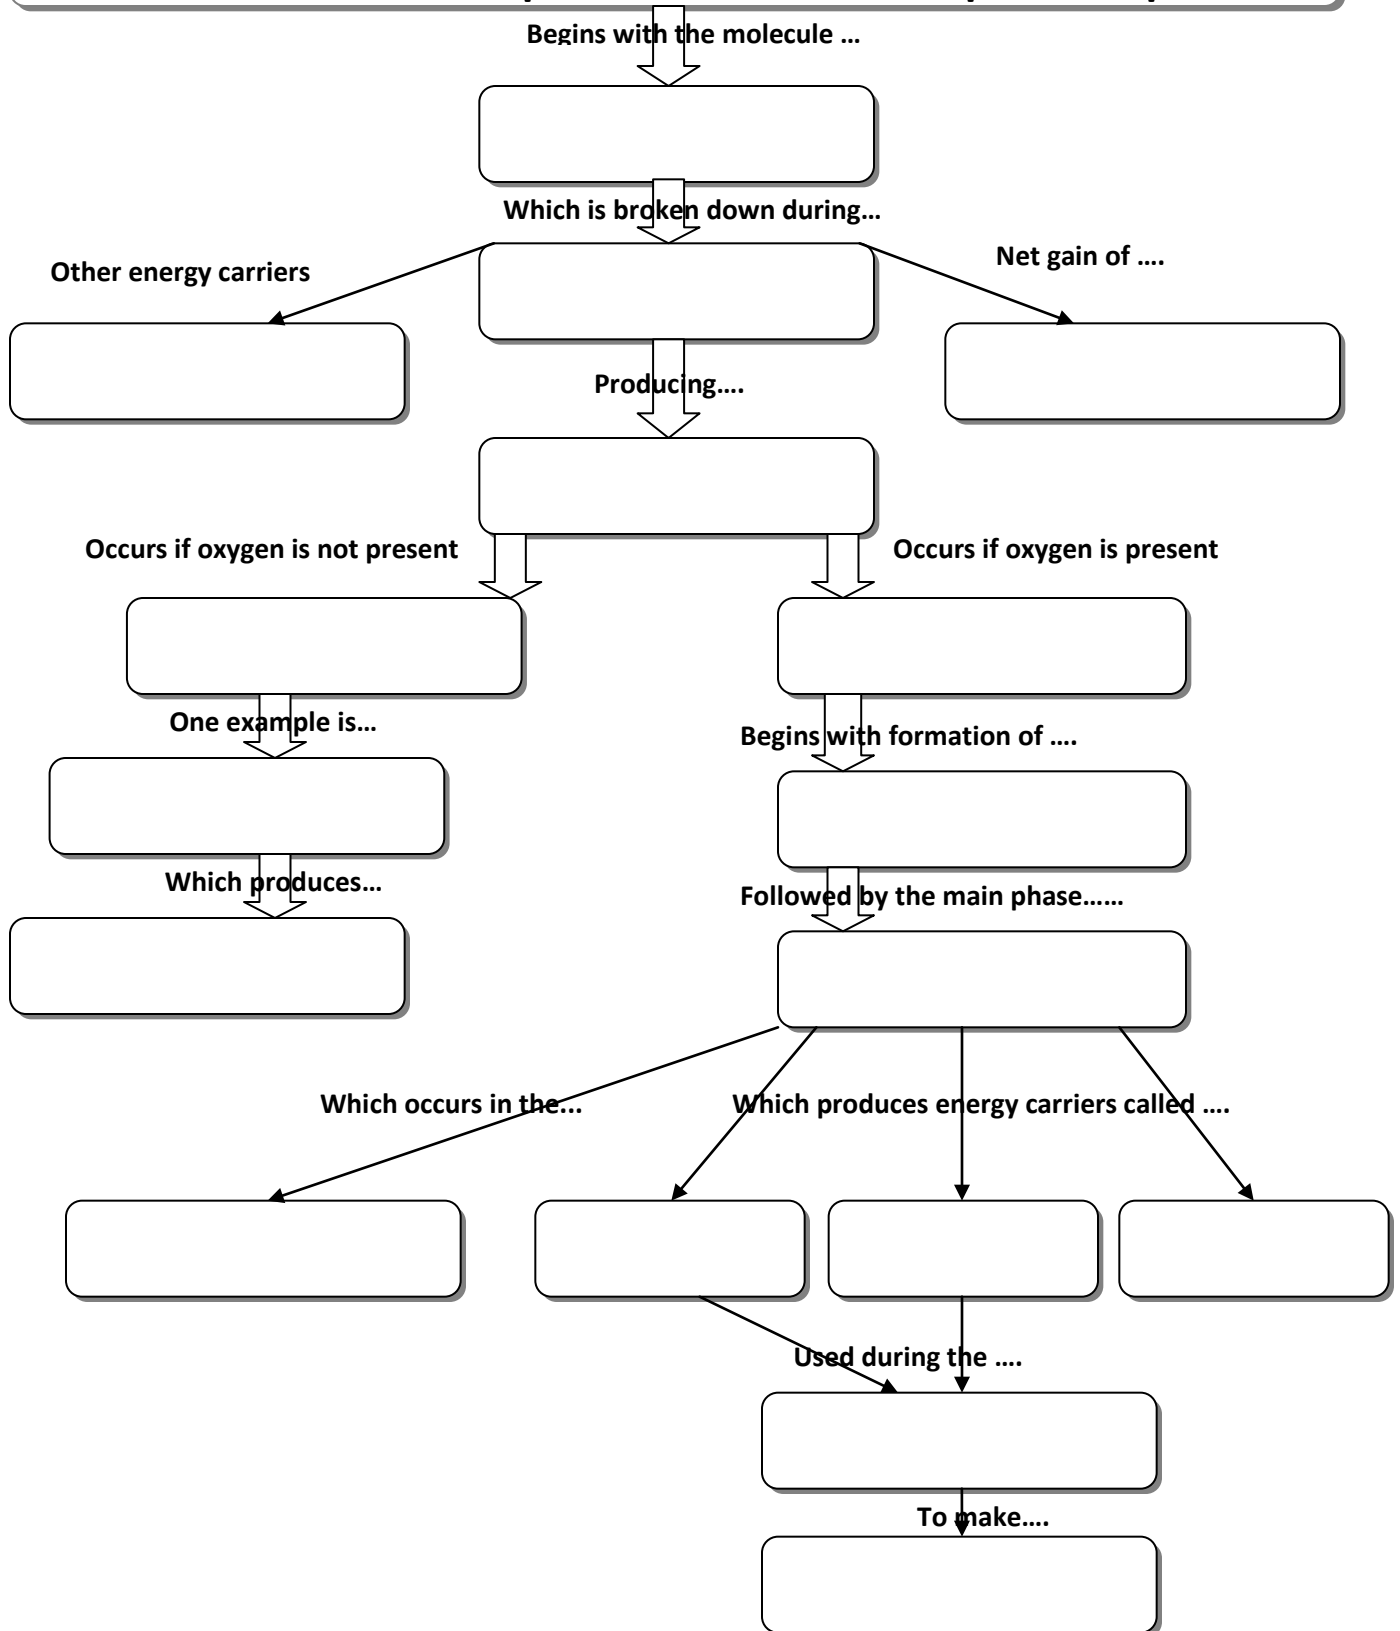 Begins with the molecule …
Which is broken down during…
Other energy carriers
Net gain of ….
Producing….
Occurs if oxygen is not present
Occurs if oxygen is present
One example is…
Begins with formation of ….
Which produces…
Followed by the main phase……
Which occurs in the...
Which produces energy carriers called ….
Used during the ….
To make….